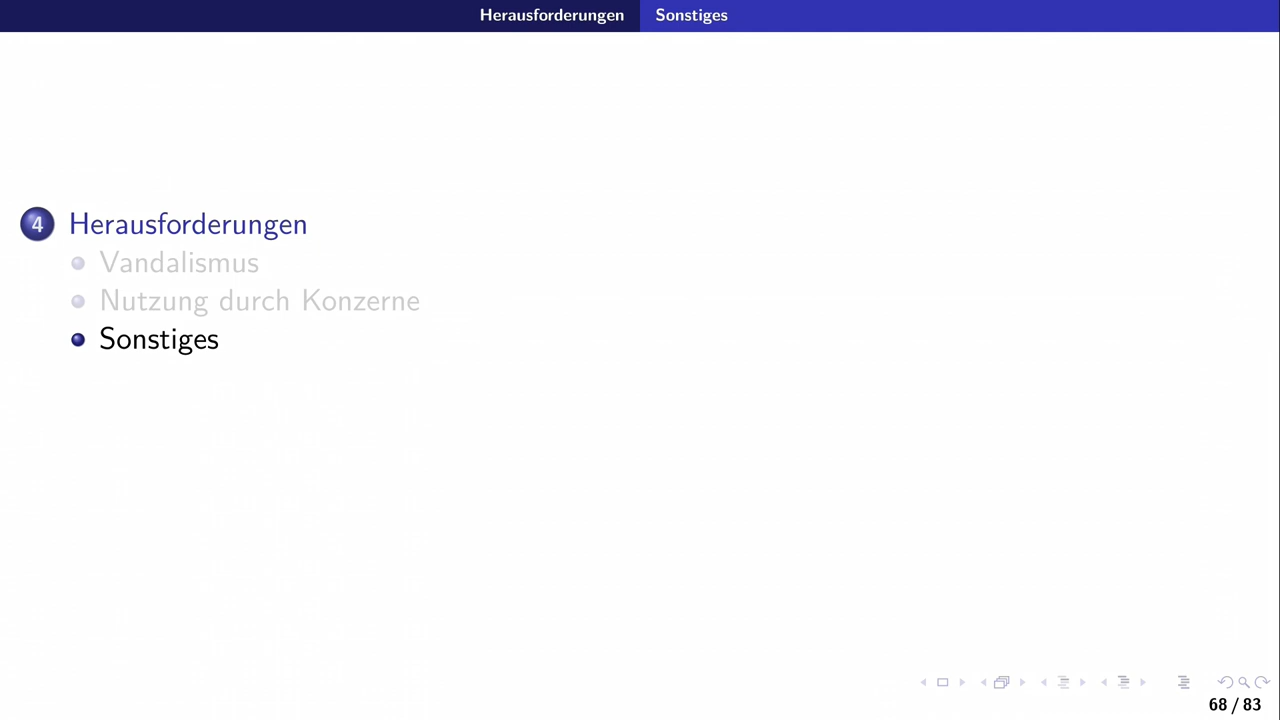 Herausforderungen Sonstiges
4 Herausforderungen
Vandalismus
Nutzung durch Konzerne
Sonstiges
68 / 83